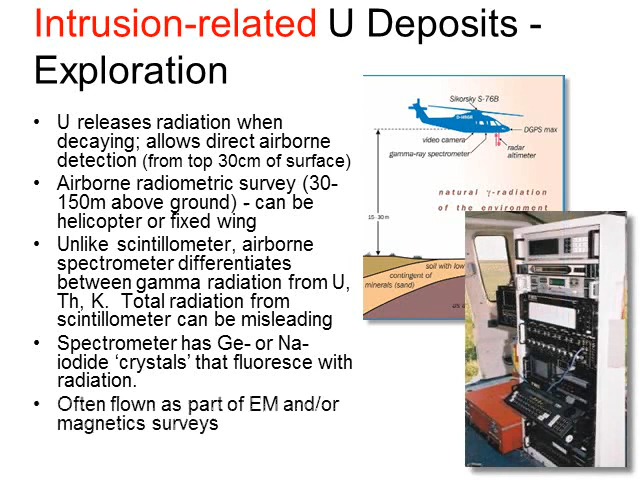 Intrusion-related U Deposits -
Exploration
• U releases radiation when
decaying; allows direct airborne
detection (from top 30cm of surface)
• Airborne radiometric survey (30-
150m above ground) - can be
helicopter or fixed wing
• Unlike scintillometer, airborne
spectrometer differentiates
between gamma radiation from U,
Th, K. Total radiation from
scintillometer can be misleading
• Spectrometer has Ge- or Na-
iodide ‘crystals’ that fluoresce with
radiation.
• Often flown as part of EM and/or
magnetics surveys
Sikorsky S-76B
DGPS max
video camera
gamma-ray spectrometer
radar
altimeter
natural γ-radiation
of the environment
15-30m
soil with low
contingent of
minerals (sand)